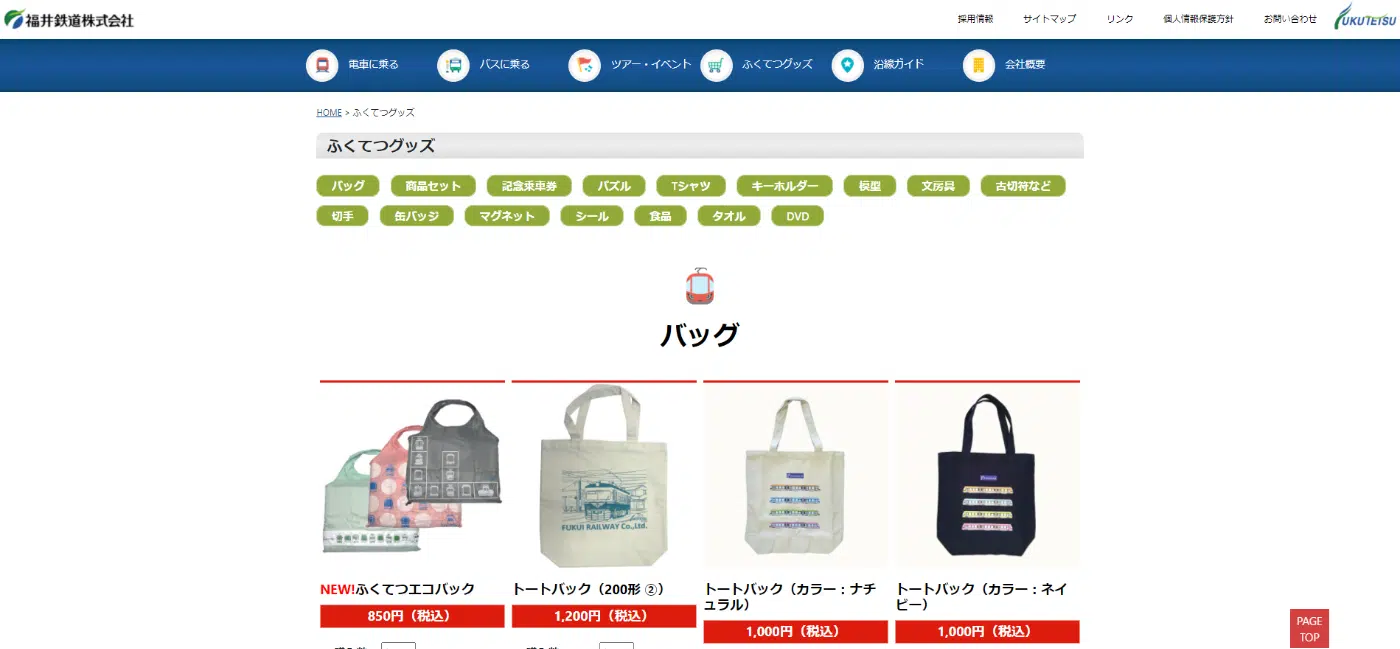 福井鉄道株式会社
採用情報 サイトマップ リンク 個人情報保護方針 お問い合わせ FUKUTETSU
電車に乗る バスに乗る ツアー・イベント ふくてつグッズ 沿線ガイド 会社概要
HOME > ふくてつグッズ
ふくてつグッズ
バッグ 商品セット 記念乗車券 パズル Tシャツ キーホルダー 模型 文房具 古切符など
切手 缶バッジ マグネット シール 食品 タオル DVD
バッグ
FUKUI RAILWAY Co.,Ltd.
NEW!ふくてつエコバック
850円（税込）
トートバック（200形 ②）
1,200円（税込）
トートバック（カラー：ナチ
ュラル）
1,000円（税込）
トートバック（カラー：ネイ
ビー）
1,000円（税込）
PAGE
TOP